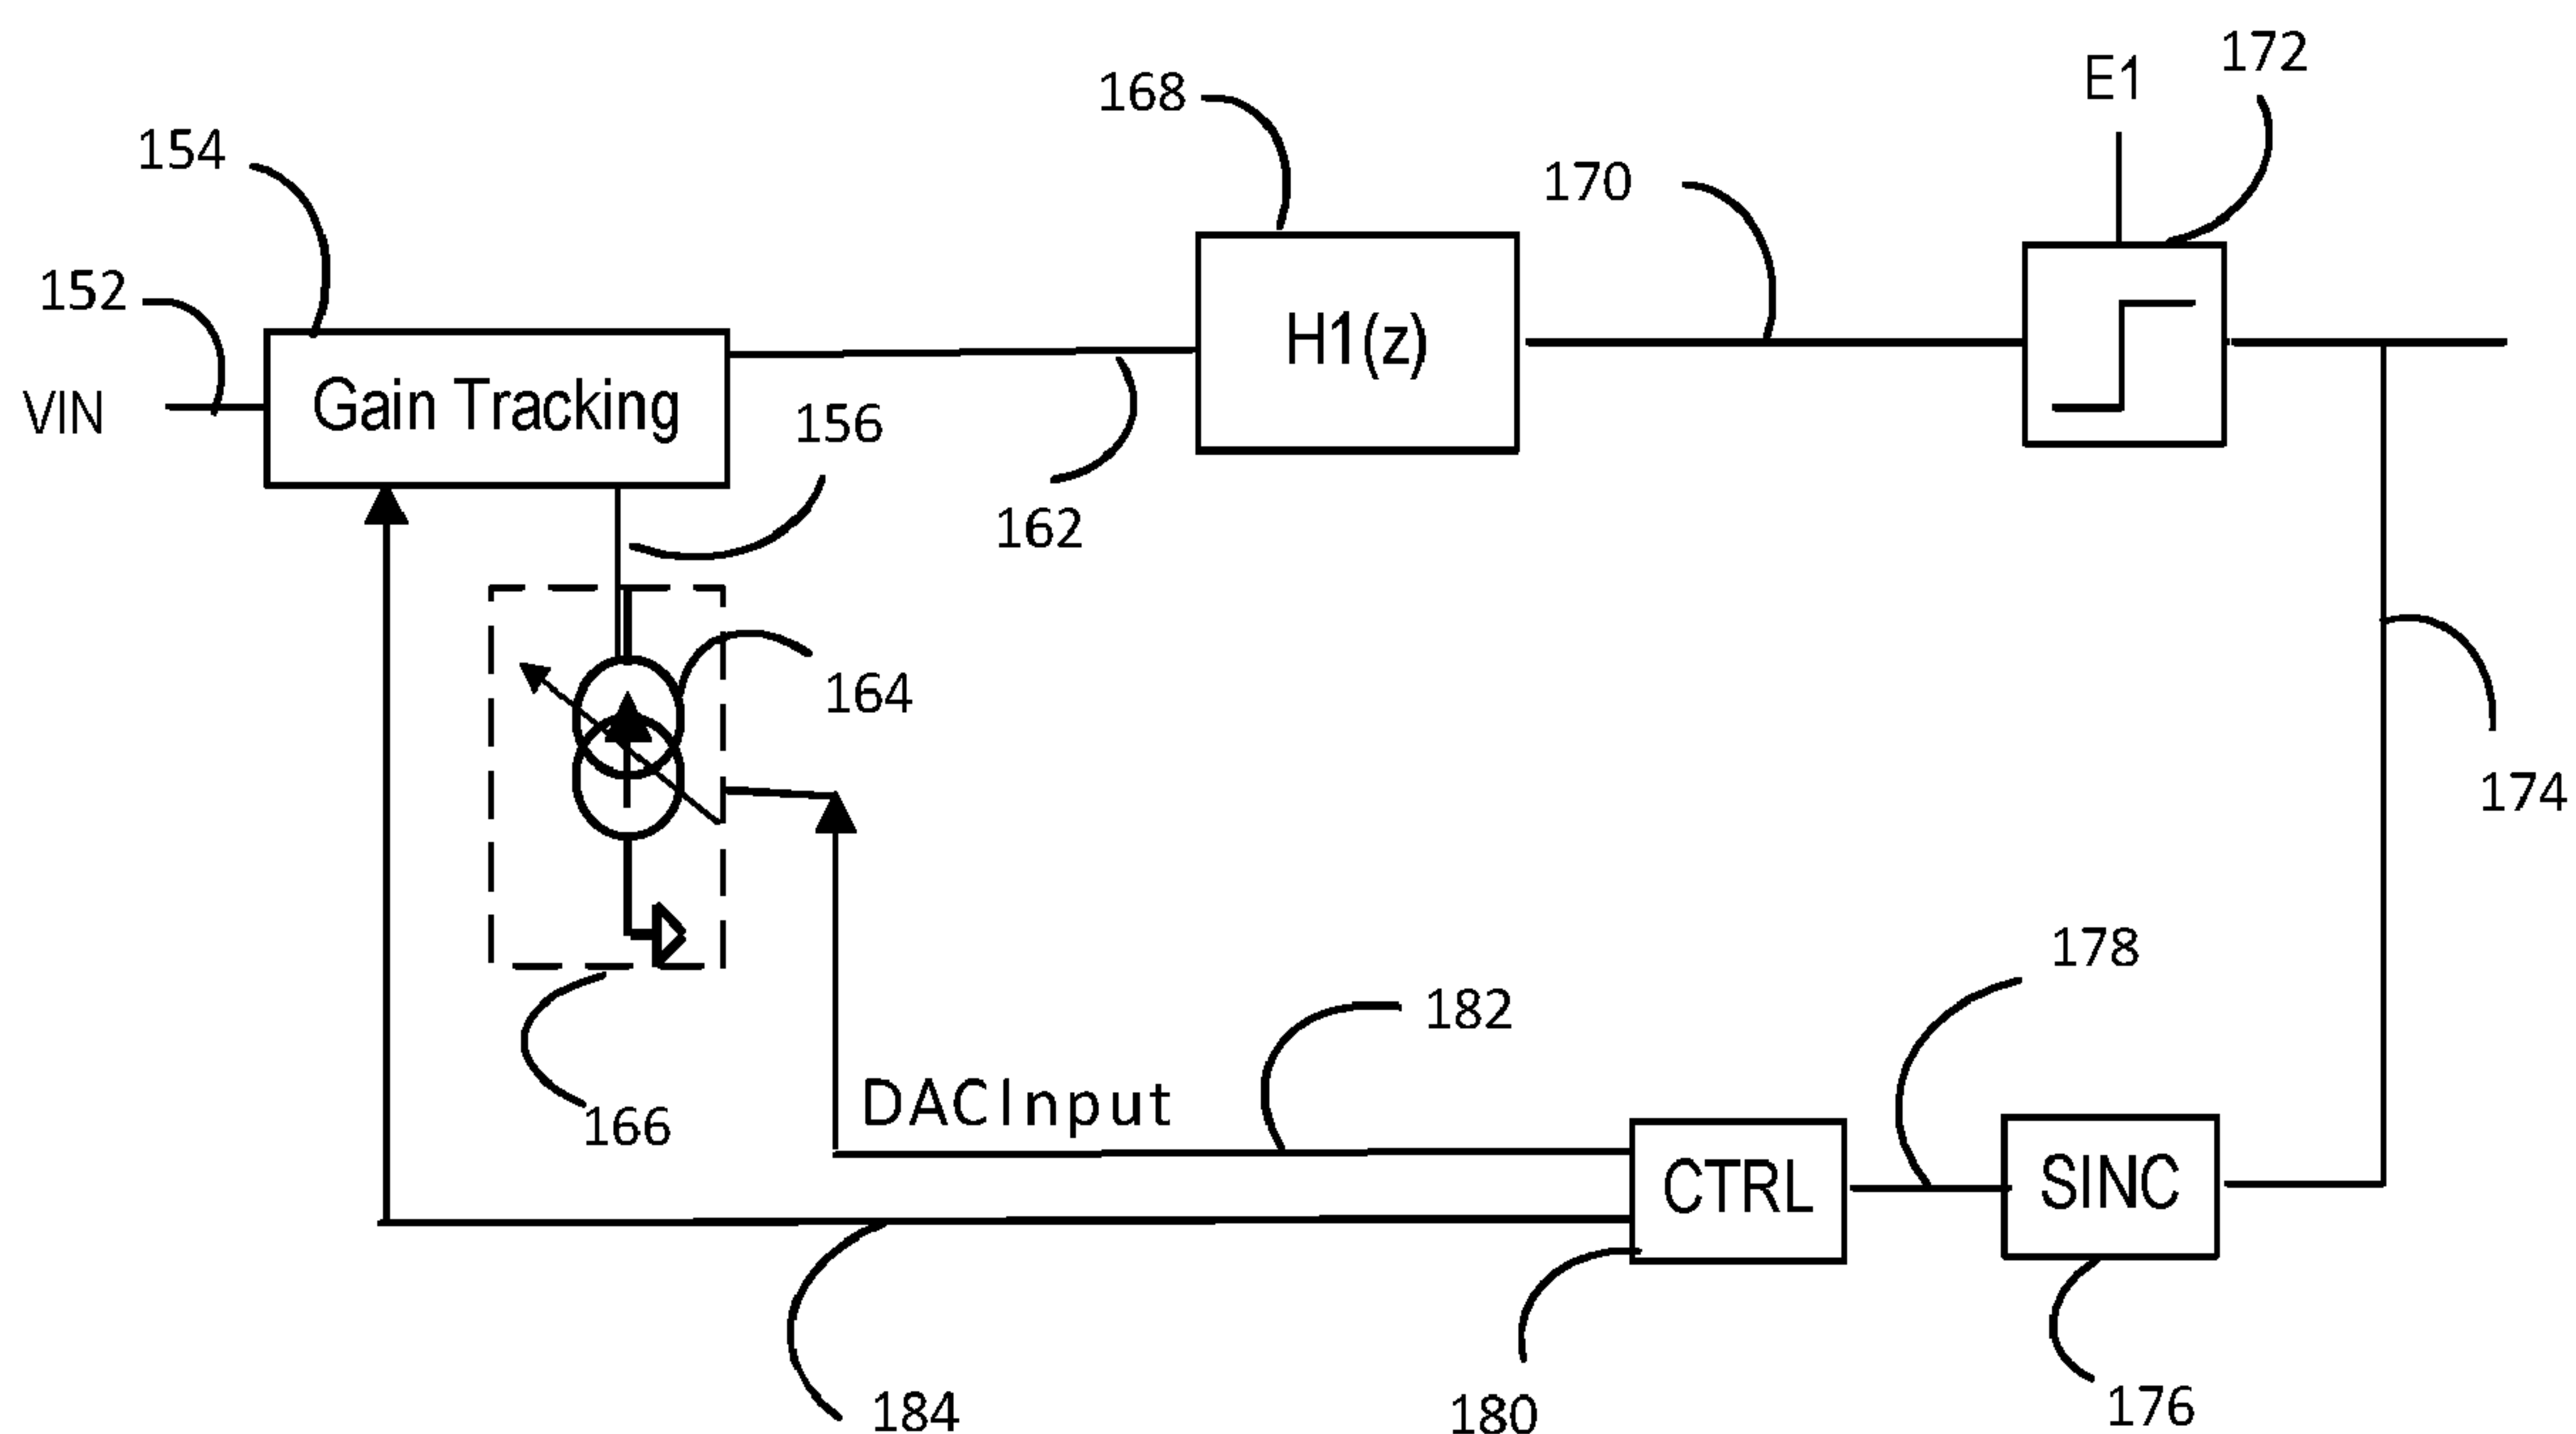 172
E1
168
154
170
152
H1(z)
VIN
Gain Tracking
156
162
164
174
178
182
DACInput
166
CTRL
SINC
184
180
176